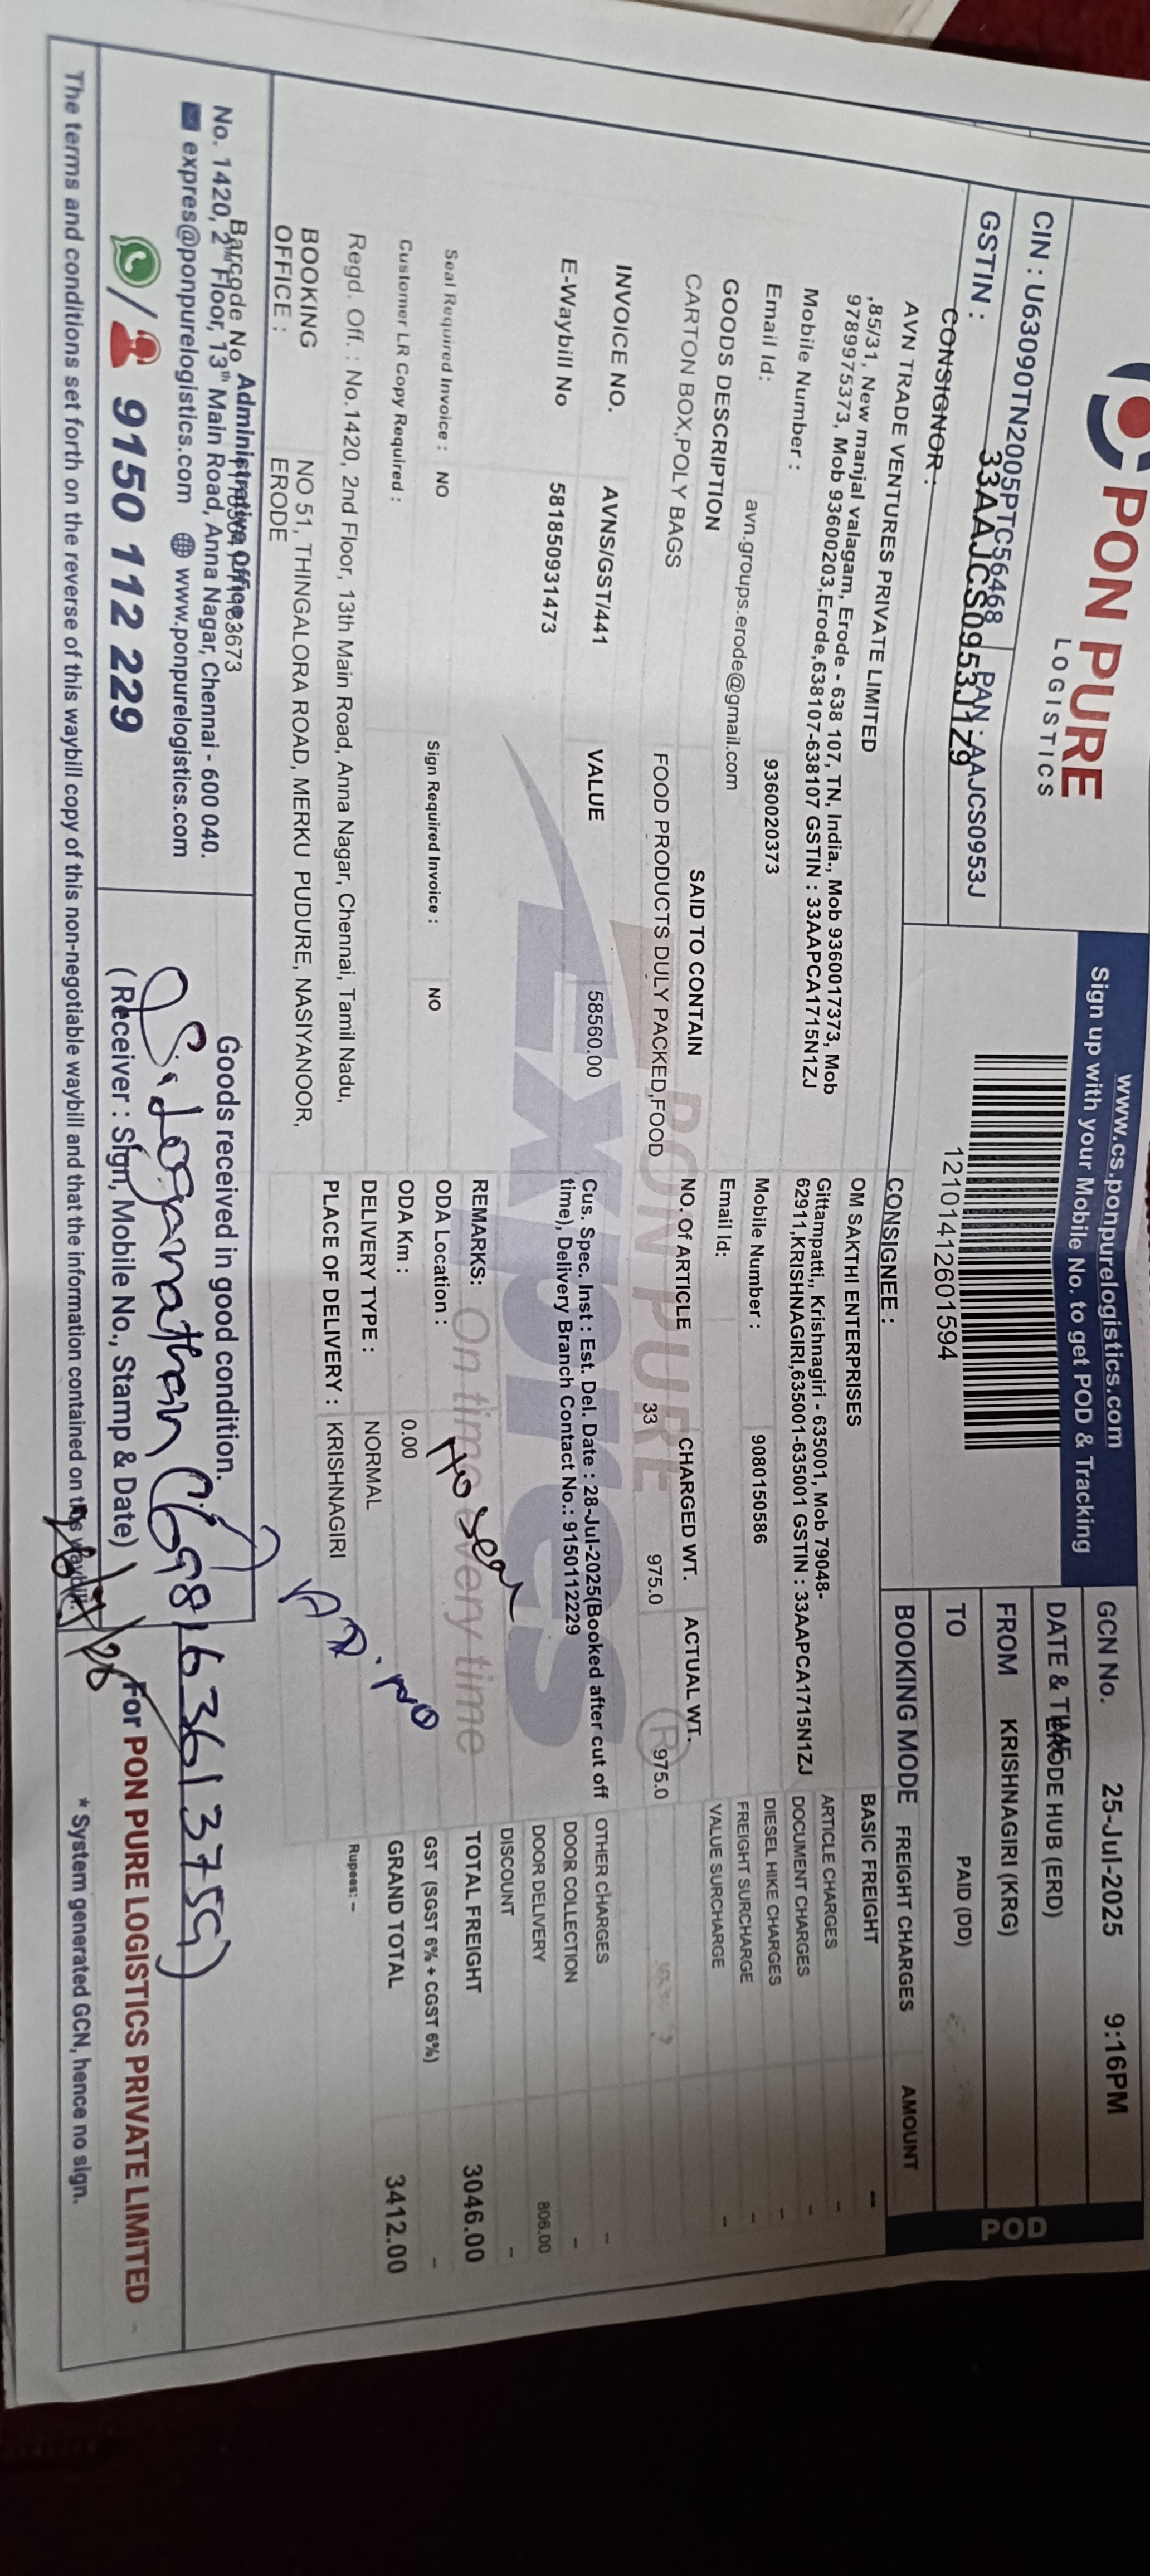 PON PURE
LOGISTICS
CIN : U63090TN2005PTC56468 PAN : AAJCS0953J
GSTIN : 33AAJCS0953J1Z9
www.cs.ponpurelogistics.com
Sign up with your Mobile No. to get POD & Tracking
12101412601594
GCN No. 25-Jul-2025 9:16PM
DATE & TIME ERODE HUB (ERD)
FROM KRISHNAGIRI (KRG)
TO PAID (DD)
POD
CONSIGNOR :
AVN TRADE VENTURES PRIVATE LIMITED
,85/31, New manjal valagam, Erode - 638 107, TN, India., Mob 9360017373, Mob
9789975373, Mob 93600203,Erode,638107-638107 GSTIN : 33AAPCA1715N1ZJ
Mobile Number : 9360020373
Email Id: avn.groups.erode@gmail.com
CONSIGNEE :
OM SAKTHI ENTERPRISES
Gittampatti,, Krishnagiri - 635001, Mob 79048-
62911,KRISHNAGIRI,635001-635001 GSTIN : 33AAPCA1715N1ZJ
Mobile Number : 9080150586
Email Id:
BOOKING MODE FREIGHT CHARGES AMOUNT
BASIC FREIGHT --
ARTICLE CHARGES -
DOCUMENT CHARGES -
DIESEL HIKE CHARGES -
FREIGHT SURCHARGE -
VALUE SURCHARGE -
OTHER CHARGES -
DOOR COLLECTION -
DOOR DELIVERY 806.00
DISCOUNT -
TOTAL FREIGHT 3046.00
GST (SGST 6% + CGST 6%) -
GRAND TOTAL 3412.00
Rupees: -
GOODS DESCRIPTION SAID TO CONTAIN NO. Of ARTICLE CHARGED WT. ACTUAL WT.
CARTON BOX,POLY BAGS FOOD PRODUCTS DULY PACKED,FOOD 33 975.0 975.0
PON PURE
Expres
On time every time
INVOICE NO. AVNS/GST/441 VALUE 58560.00
E-Waybill No 581850931473
Cus. Spec. Inst : Est. Del. Date : 28-Jul-2025(Booked after cut off
time), Delivery Branch Contact No.: 9150112229
REMARKS:
Seal Required Invoice : NO Sign Required Invoice : NO
ODA Location :
Customer LR Copy Required :
ODA Km : 0.00
DELIVERY TYPE : NORMAL
Regd. Off. : No.1420, 2nd Floor, 13th Main Road, Anna Nagar, Chennai, Tamil Nadu,
PLACE OF DELIVERY : KRISHNAGIRI
BOOKING OFFICE : NO 51, THINGALORA ROAD, MERKU PUDURE, NASIYANOOR,
ERODE
Barcode No
Administrative Office :
No. 1420, 2nd Floor, 13th Main Road, Anna Nagar, Chennai - 600 040.
expres@ponpurelogistics.com www.ponpurelogistics.com
/ 9150 112 229
Goods received in good condition.
S. Loganathan
(Receiver : Sign, Mobile No., Stamp & Date)
For PON PURE LOGISTICS PRIVATE LIMITED
The terms and conditions set forth on the reverse of this waybill copy of this non-negotiable waybill and that the information contained on this waybill.
* System generated GCN, hence no sign.